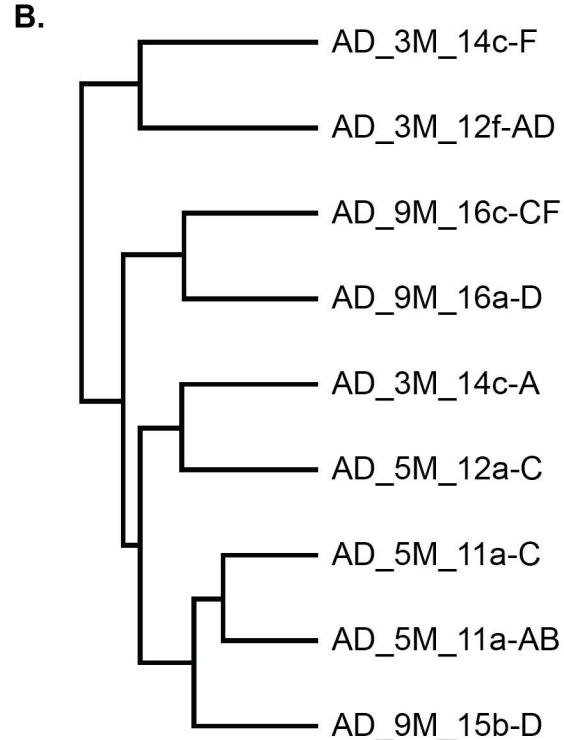 B.
AD_3M_14c-F
AD_3M_12f-AD
AD_9M_16c-CF
AD_9M_16a-D
AD_3M_14c-A
AD_5M_12a-C
AD_5M_11a-C
AD_5M_11a-AB
AD_9M_15b-D